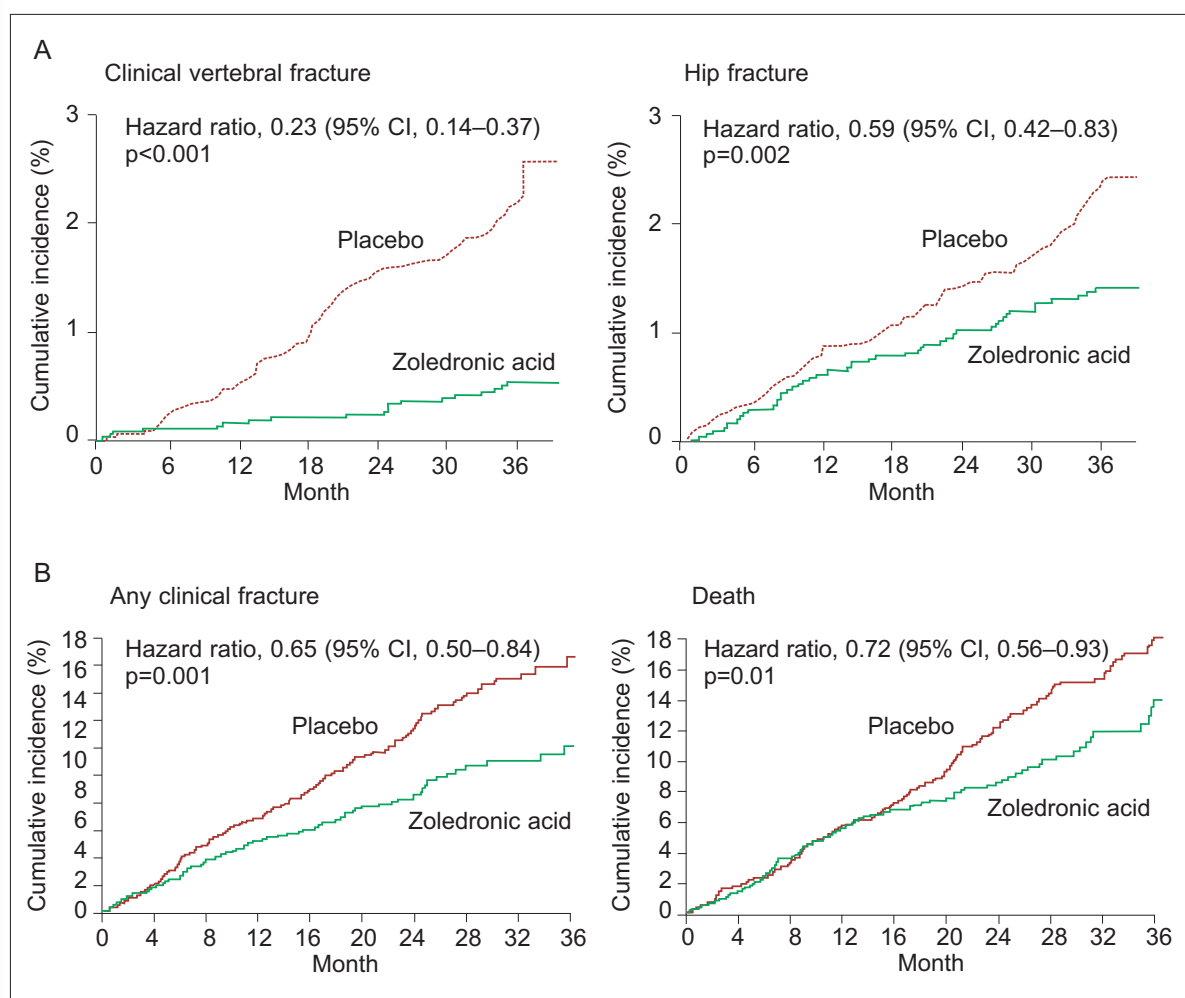 A
Clinical vertebral fracture
Hazard ratio, 0.23 (95% CI, 0.14–0.37)
p<0.001
Cumulative incidence (%)
3
2
1
0
Placebo
Zoledronic acid
0 6 12 18 24 30 36
Month
Hip fracture
Hazard ratio, 0.59 (95% CI, 0.42–0.83)
p=0.002
Cumulative incidence (%)
3
2
1
0
Placebo
Zoledronic acid
0 6 12 18 24 30 36
Month
B
Any clinical fracture
Hazard ratio, 0.65 (95% CI, 0.50–0.84)
p=0.001
Cumulative incidence (%)
18
16
14
12
10
8
6
4
2
0
Placebo
Zoledronic acid
0 4 8 12 16 20 24 28 32 36
Month
Death
Hazard ratio, 0.72 (95% CI, 0.56–0.93)
p=0.01
Cumulative incidence (%)
18
16
14
12
10
8
6
4
2
0
Placebo
Zoledronic acid
0 4 8 12 16 20 24 28 32 36
Month